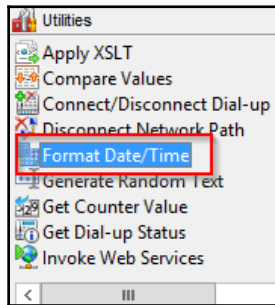 Utilities
Apply XSLT
Compare Values
Connect/Disconnect Dial-up
Disconnect Network Path
Format Date/Time
Generate Random Text
Get Counter Value
Get Dial-up Status
Invoke Web Services